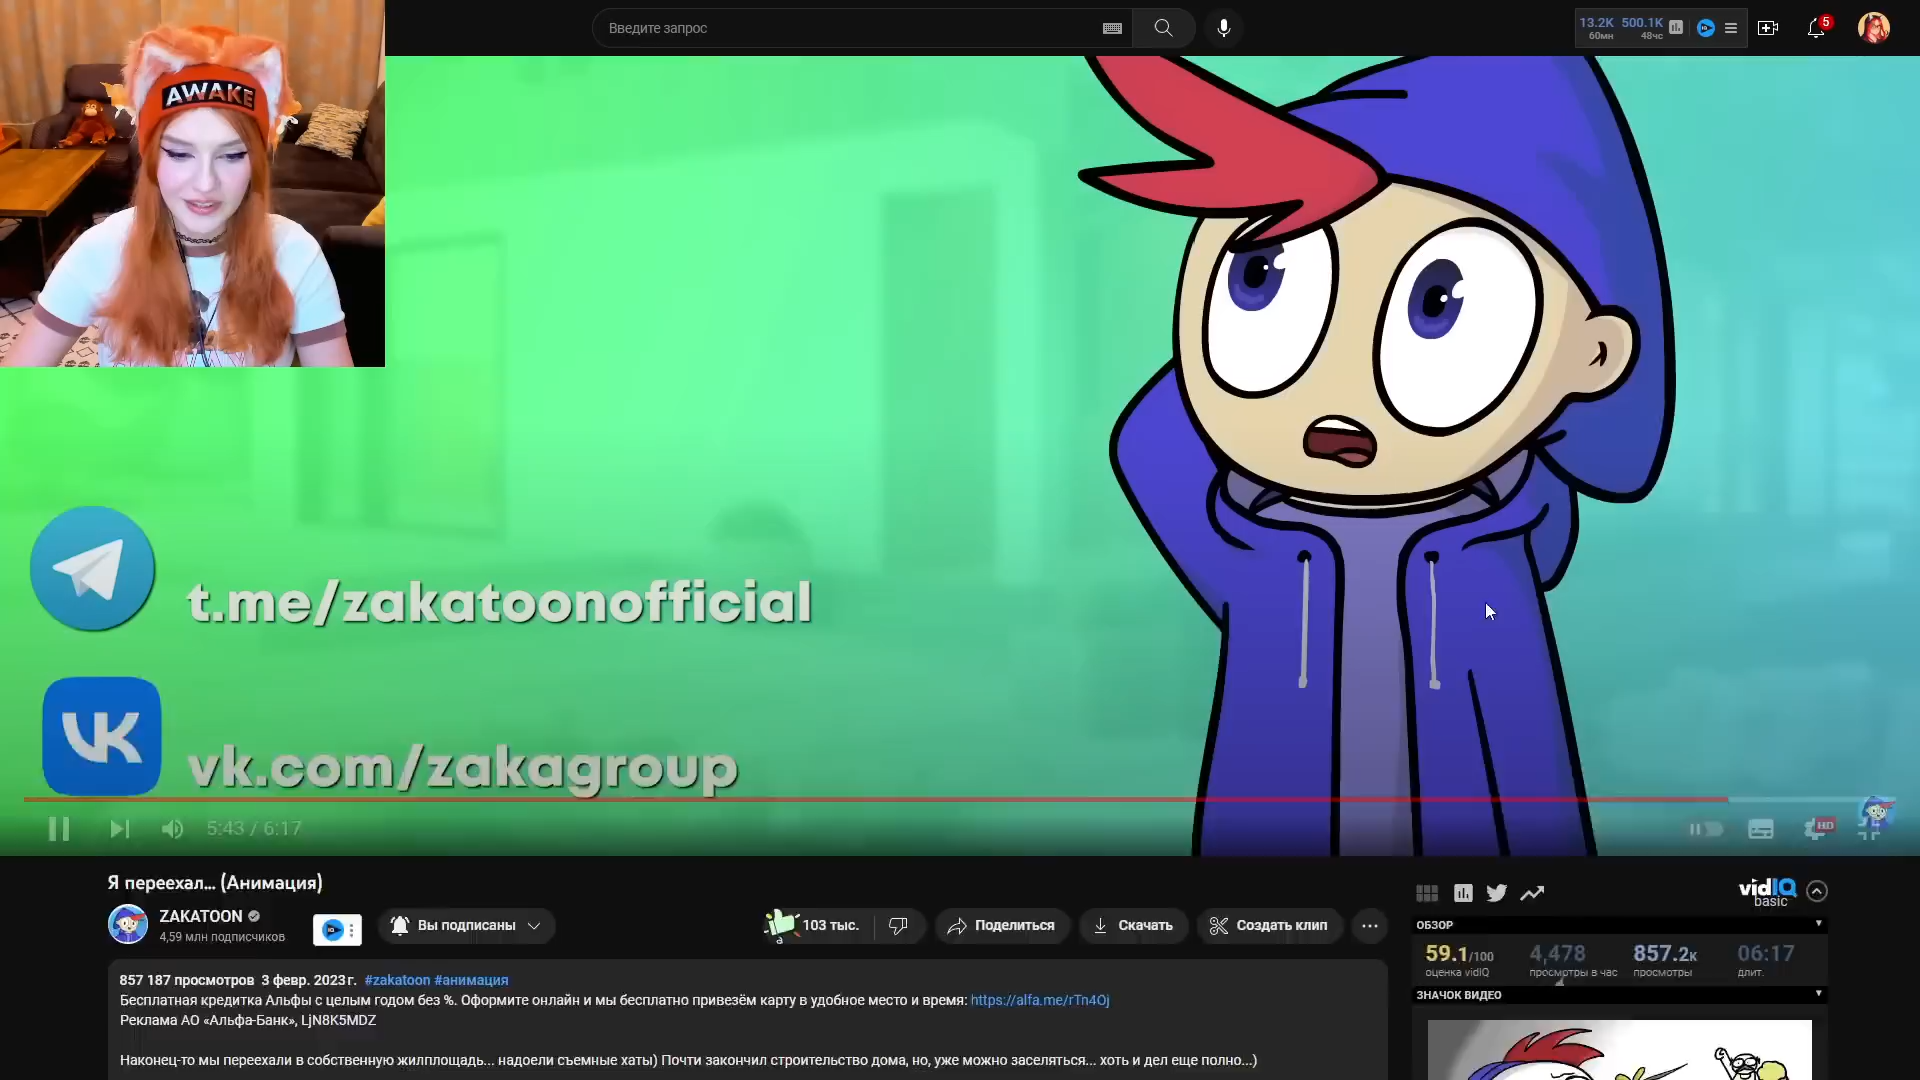 AWAKE
Введите запрос
13.2K 500.1K
60мн 48чс
5
t.me/zakatoonofficial
VK
vk.com/zakagroup
5:43 / 6:17
HD
Я переехал... (Анимация)
ZAKATOON
4,59 млн подписчиков
Вы подписаны
103 тыс.
Поделиться
Скачать
Создать клип
857 187 просмотров 3 февр. 2023 г. #zakatoon #анимация
Бесплатная кредитка Альфы с целым годом без %. Оформите онлайн и мы бесплатно привезём карту в удобное место и время: https://alfa.me/rTn4Oj
Реклама АО «Альфа-Банк», LjN8K5MDZ
Наконец-то мы переехали в собственную жилплощадь... надоели съемные хаты) Почти закончил строительство дома, но, уже можно заселяться... хоть и дел еще полно...)
vidIQ
basic
ОБЗОР
59.1/100 4,478 857.2к 06:17
оценка vidIQ просмотры в час просмотры длит.
ЗНАЧОК ВИДЕО